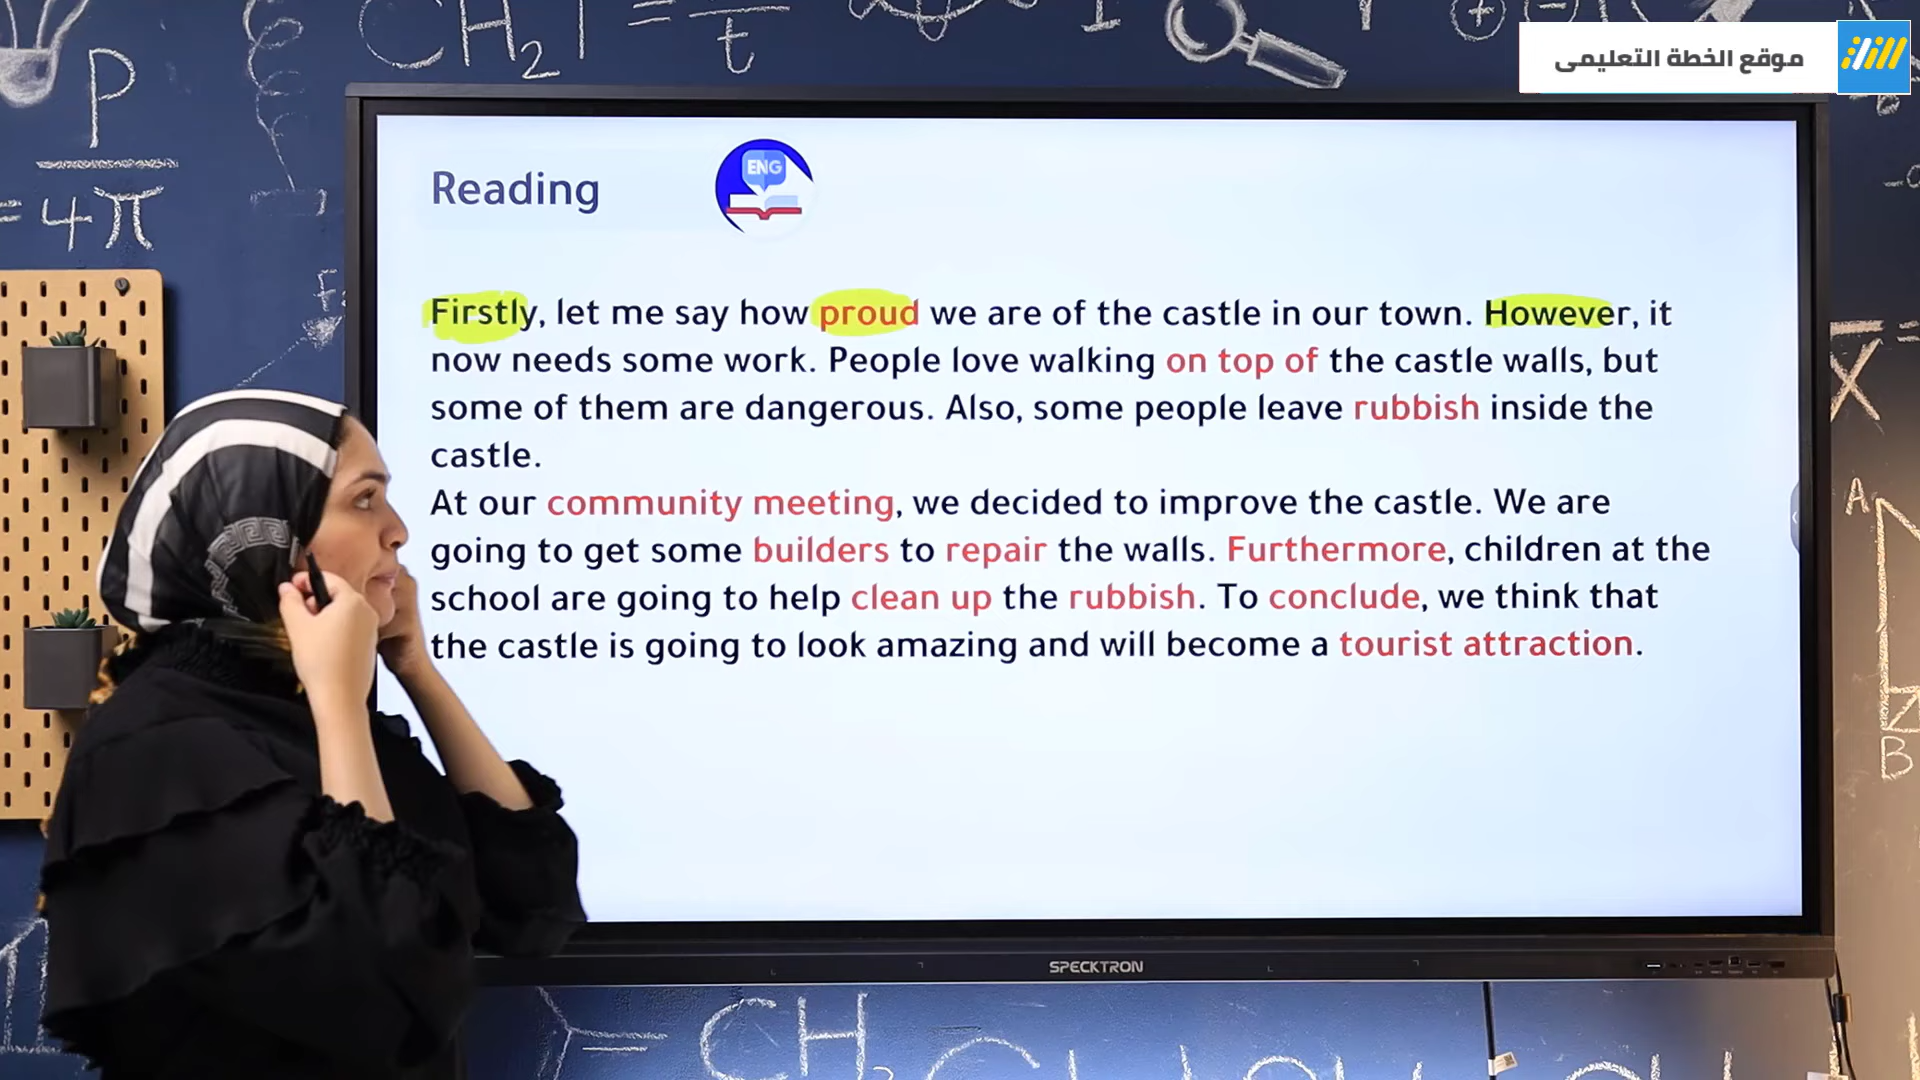 موقع الخطة التعليمى
CH2
t
P
= 4π
Reading
ENG
Firstly, let me say how proud we are of the castle in our town. However, it
now needs some work. People love walking on top of the castle walls, but
some of them are dangerous. Also, some people leave rubbish inside the
castle.
At our community meeting, we decided to improve the castle. We are
going to get some builders to repair the walls. Furthermore, children at the
school are going to help clean up the rubbish. To conclude, we think that
the castle is going to look amazing and will become a tourist attraction.
X
A
B
SPECKTRON
CH2